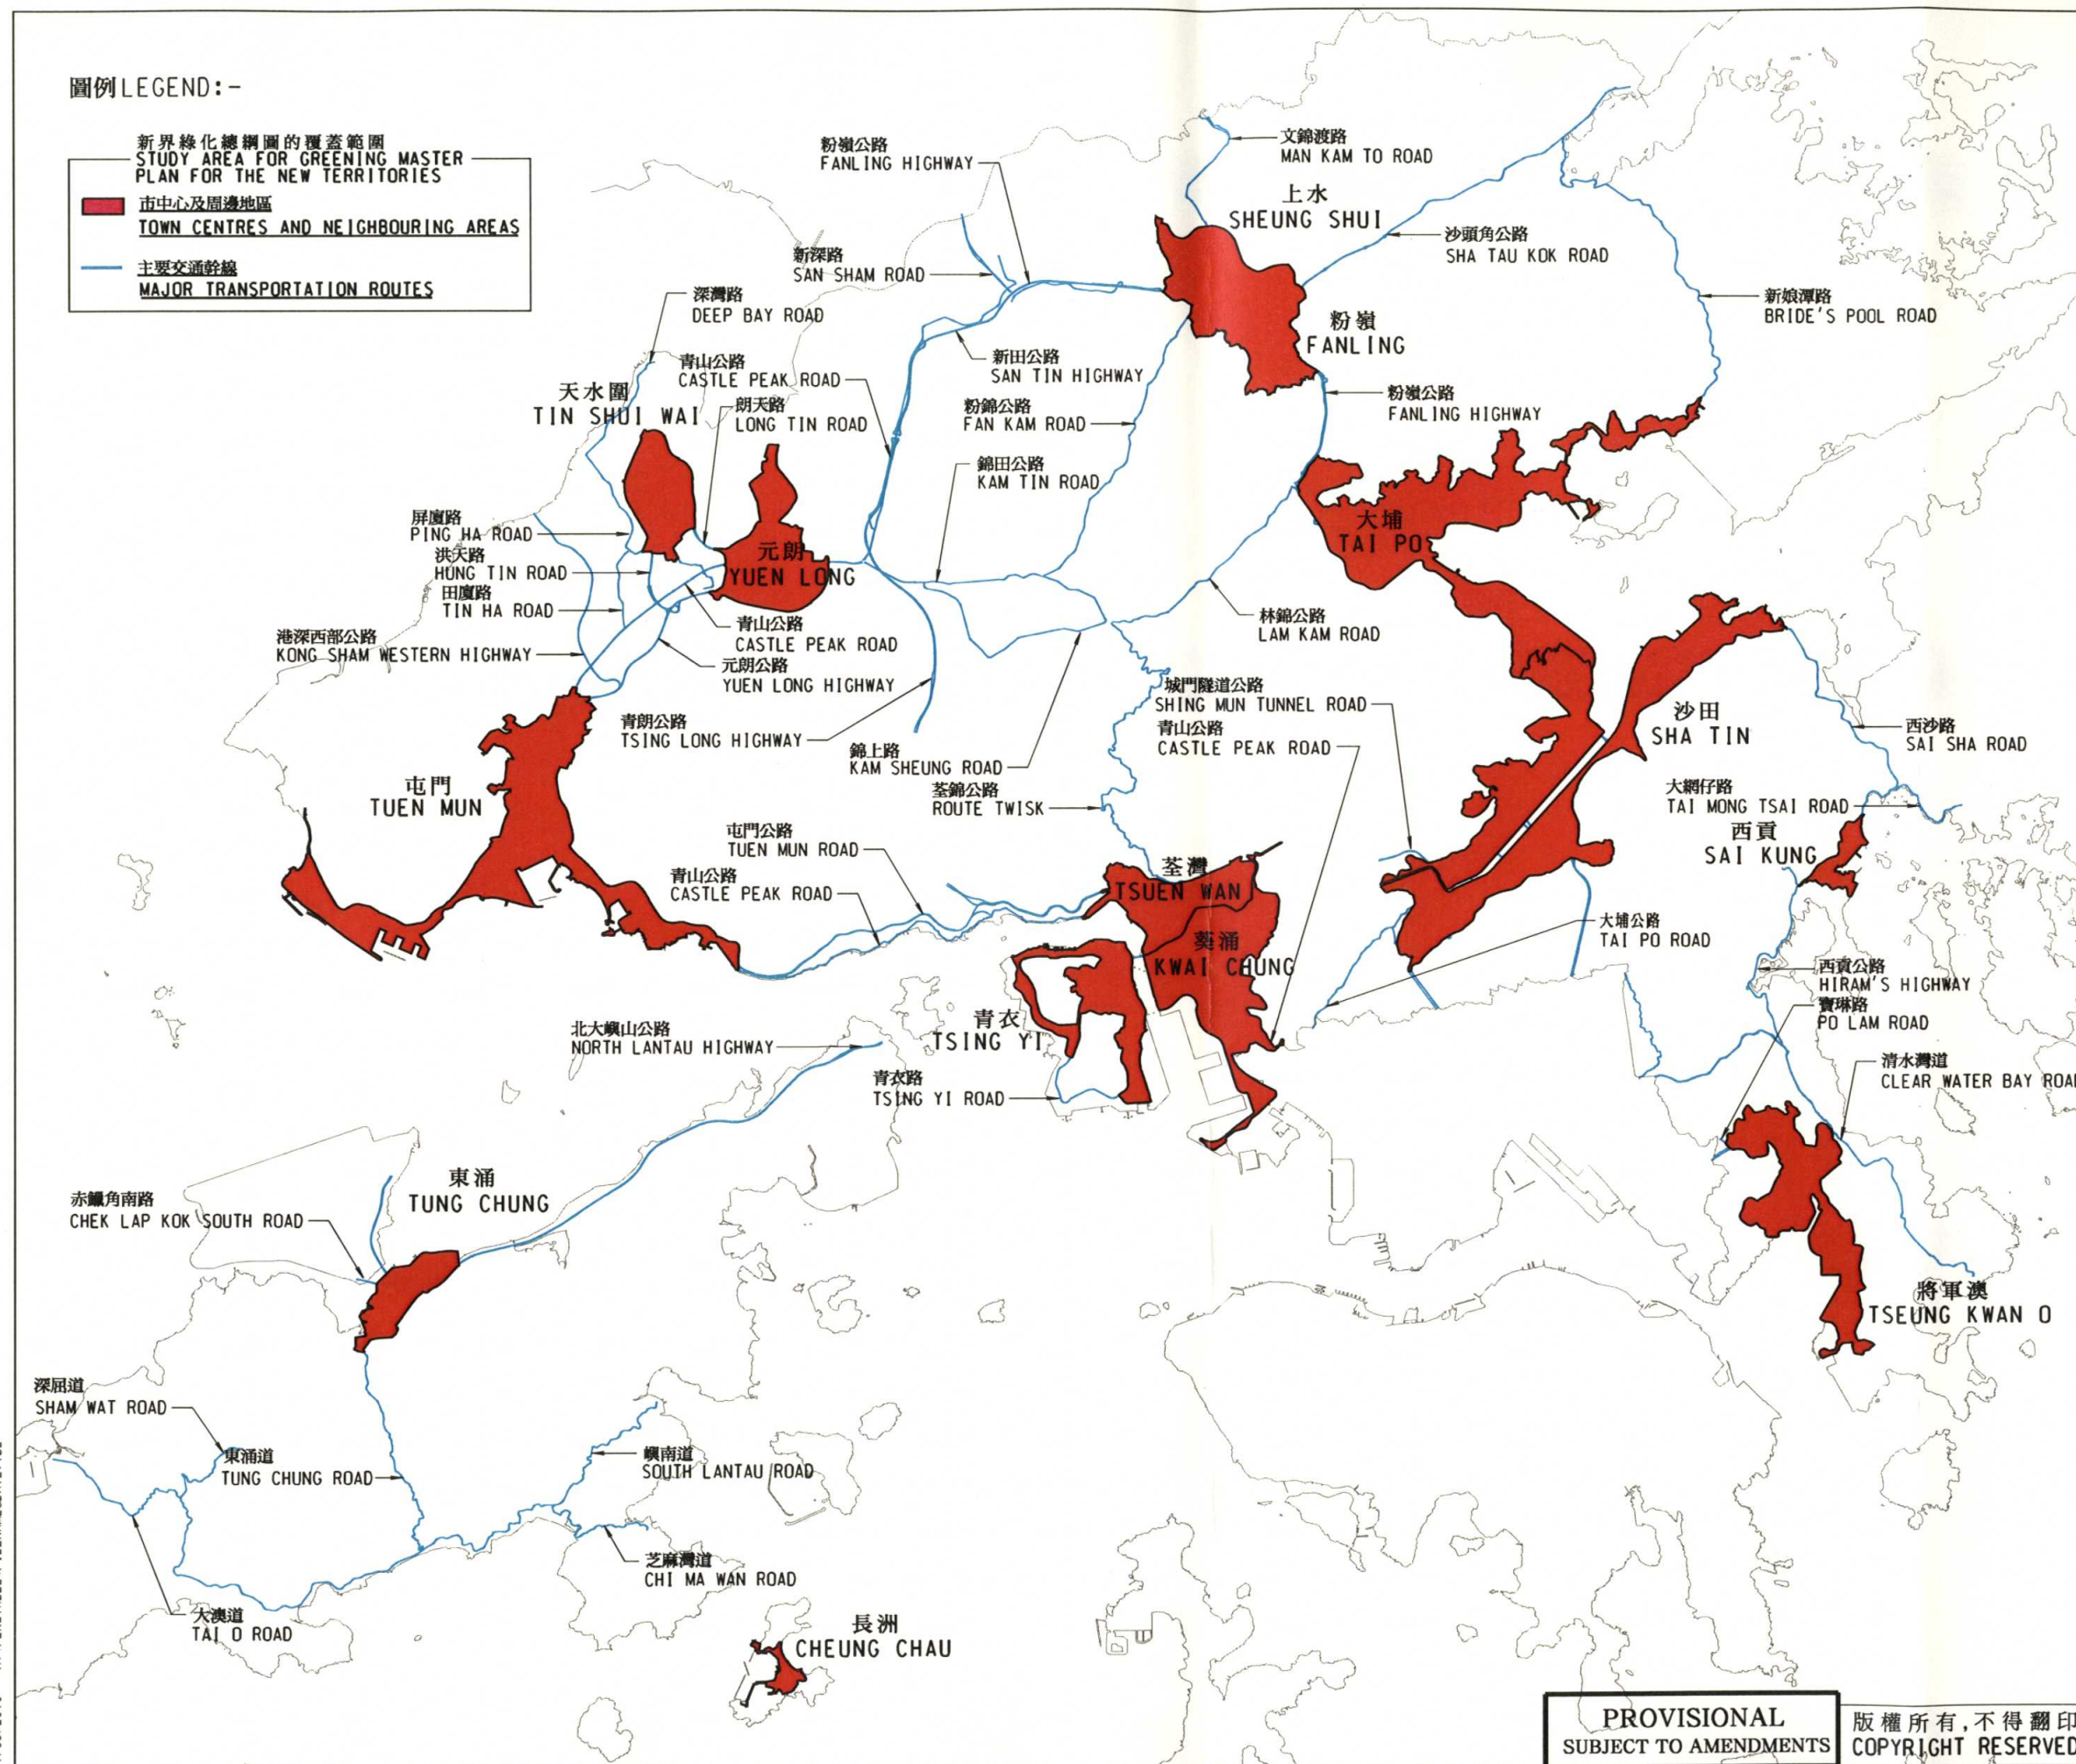 圖例LEGEND:-
新界綠化總綱圖的覆蓋範圍
STUDY AREA FOR GREENING MASTER
PLAN FOR THE NEW TERRITORIES
市中心及周邊地區
TOWN CENTRES AND NEIGHBOURING AREAS
主要交通幹線
MAJOR TRANSPORTATION ROUTES
粉嶺公路
FANLING HIGHWAY
文錦渡路
MAN KAM TO ROAD
上水
SHEUNG SHUI
沙頭角公路
SHA TAU KOK ROAD
新深路
SAN SHAM ROAD
深灣路
DEEP BAY ROAD
新娘潭路
BRIDE'S POOL ROAD
粉嶺
FANLING
青山公路
CASTLE PEAK ROAD
新田公路
SAN TIN HIGHWAY
天水圍
TIN SHUI WAI
朗天路
LONG TIN ROAD
粉錦公路
FAN KAM ROAD
粉嶺公路
FANLING HIGHWAY
錦田公路
KAM TIN ROAD
屏廈路
PING HA ROAD
大埔
TAI PO
洪天路
HUNG TIN ROAD
元朗
YUEN LONG
田廈路
TIN HA ROAD
青山公路
CASTLE PEAK ROAD
林錦公路
LAM KAM ROAD
港深西部公路
KONG SHAM WESTERN HIGHWAY
元朗公路
YUEN LONG HIGHWAY
城門隧道公路
SHING MUN TUNNEL ROAD
青朗公路
TSING LONG HIGHWAY
青山公路
CASTLE PEAK ROAD
沙田
SHA TIN
西沙路
SAI SHA ROAD
錦上路
KAM SHEUNG ROAD
屯門
TUEN MUN
荃錦公路
ROUTE TWISK
大網仔路
TAI MONG TSAI ROAD
西貢
SAI KUNG
屯門公路
TUEN MUN ROAD
青山公路
CASTLE PEAK ROAD
荃灣
TSUEN WAN
大埔公路
TAI PO ROAD
葵涌
KWAI CHUNG
西貢公路
HIRAM'S HIGHWAY
寶琳路
PO LAM ROAD
青衣
TSING YI
北大嶼山公路
NORTH LANTAU HIGHWAY
清水灣道
CLEAR WATER BAY ROAD
青衣路
TSING YI ROAD
東涌
TUNG CHUNG
赤鱲角南路
CHEK LAP KOK SOUTH ROAD
將軍澳
TSEUNG KWAN O
深屈道
SHAM WAT ROAD
東涌道
TUNG CHUNG ROAD
嶼南道
SOUTH LANTAU ROAD
芝麻灣道
CHI MA WAN ROAD
大澳道
TAI O ROAD
長洲
CHEUNG CHAU
PROVISIONAL
SUBJECT TO AMENDMENTS
版權所有,不得翻印
COPYRIGHT RESERVED